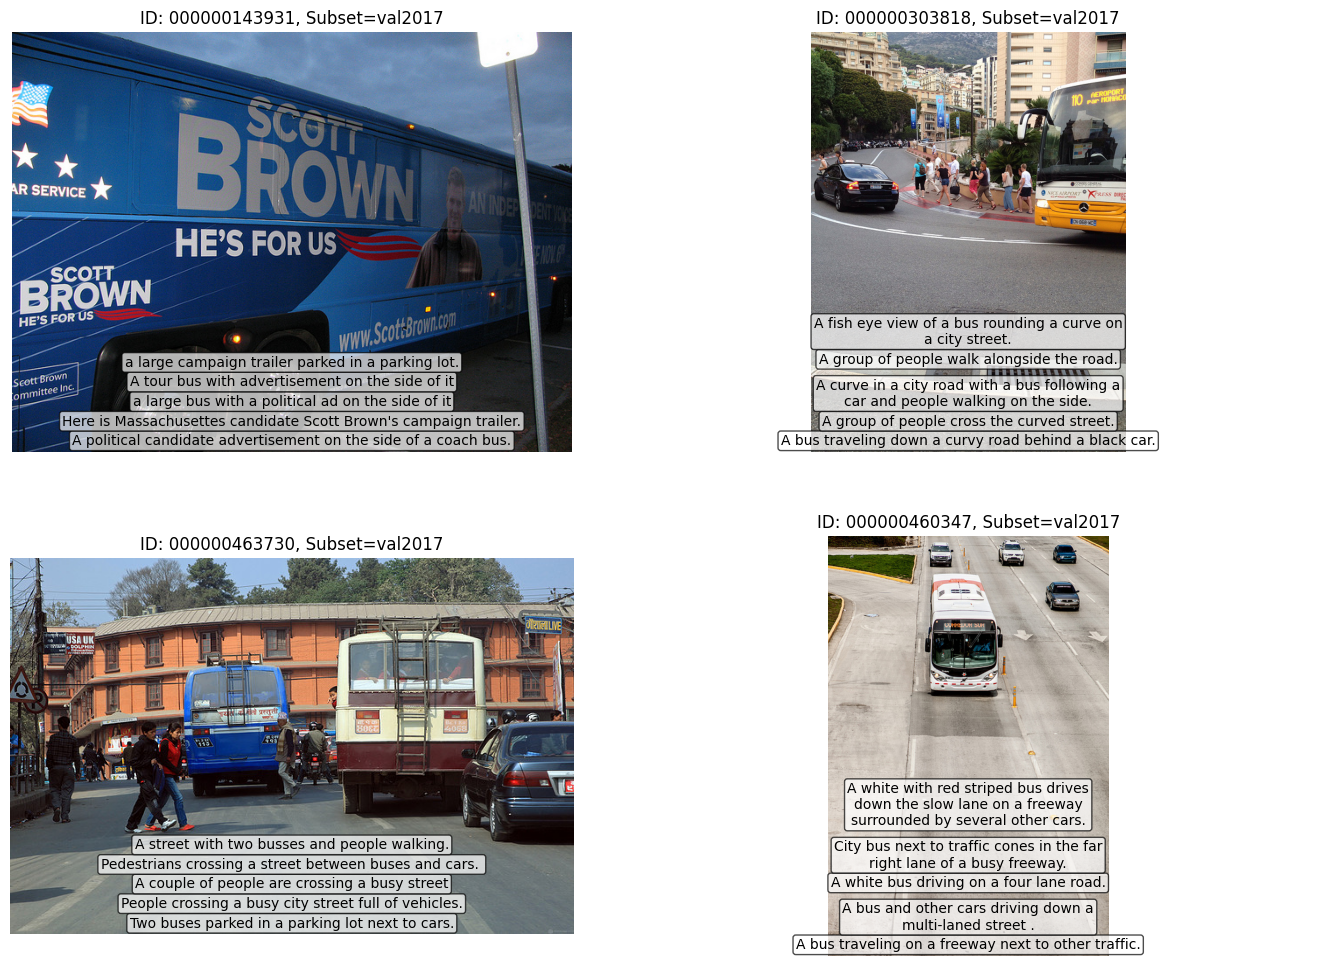 ID: 000000143931, Subset=val2017
SCOTT
BROWN
HE'S FOR US
AR SERVICE
AN INDEPENDENT VOICE
NOV. 6
SCOTT
BROWN
HE'S FOR US
www.ScottBrown.com
Scott Brown
Committee Inc.
a large campaign trailer parked in a parking lot.
A tour bus with advertisement on the side of it
a large bus with a political ad on the side of it
Here is Massachusetts candidate Scott Brown's campaign trailer.
A political candidate advertisement on the side of a coach bus.
ID: 000000303818, Subset=val2017
110 AEROPORT
MONACO
XPRESS
A fish eye view of a bus rounding a curve on
a city street.
A group of people walk alongside the road.
A curve in a city road with a bus following a
car and people walking on the side.
A group of people cross the curved street.
A bus traveling down a curvy road behind a black car.
ID: 000000463730, Subset=val2017
USA UK
A street with two busses and people walking.
Pedestrians crossing a street between buses and cars.
A couple of people are crossing a busy street
People crossing a busy city street full of vehicles.
Two buses parked in a parking lot next to cars.
ID: 000000460347, Subset=val2017
A white with red striped bus drives
down the slow lane on a freeway
surrounded by several other cars.
City bus next to traffic cones in the far
right lane of a busy freeway.
A white bus driving on a four lane road.
A bus and other cars driving down a
multi-laned street .
A bus traveling on a freeway next to other traffic.